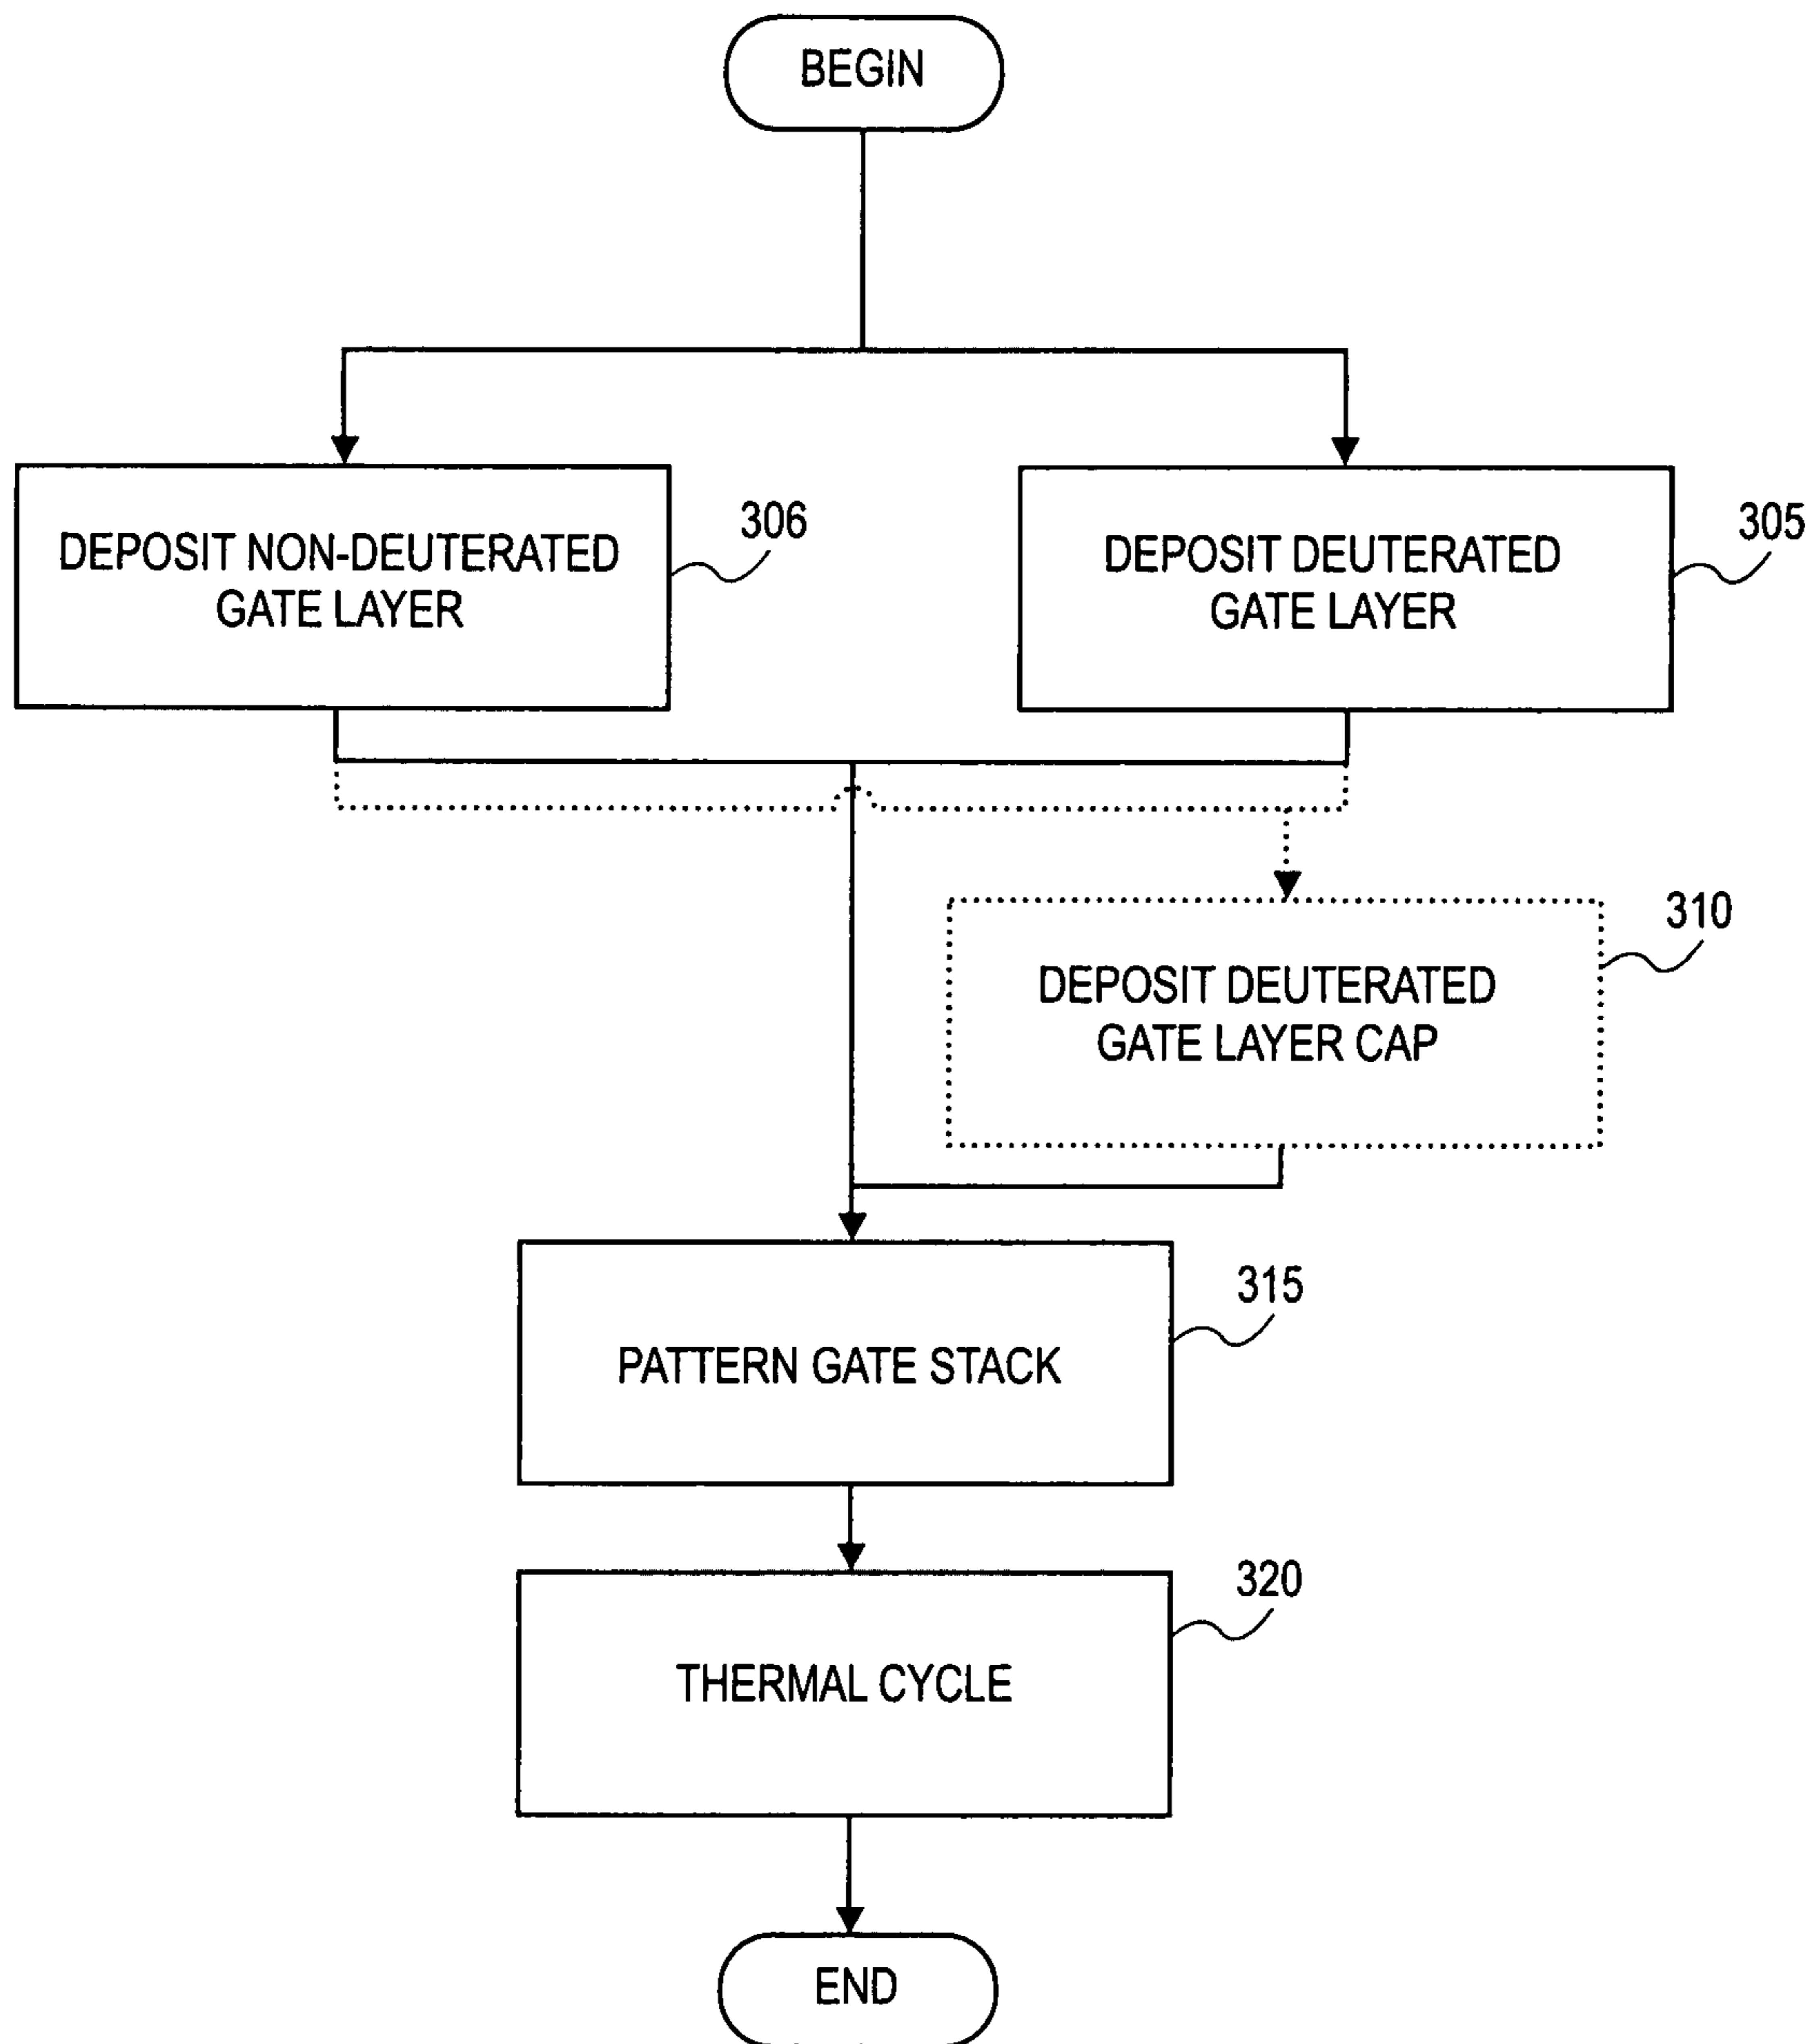 BEGIN
DEPOSIT NON-DEUTERATED
GATE LAYER
306
DEPOSIT DEUTERATED
GATE LAYER
305
DEPOSIT DEUTERATED
GATE LAYER CAP
310
PATTERN GATE STACK
315
THERMAL CYCLE
320
END